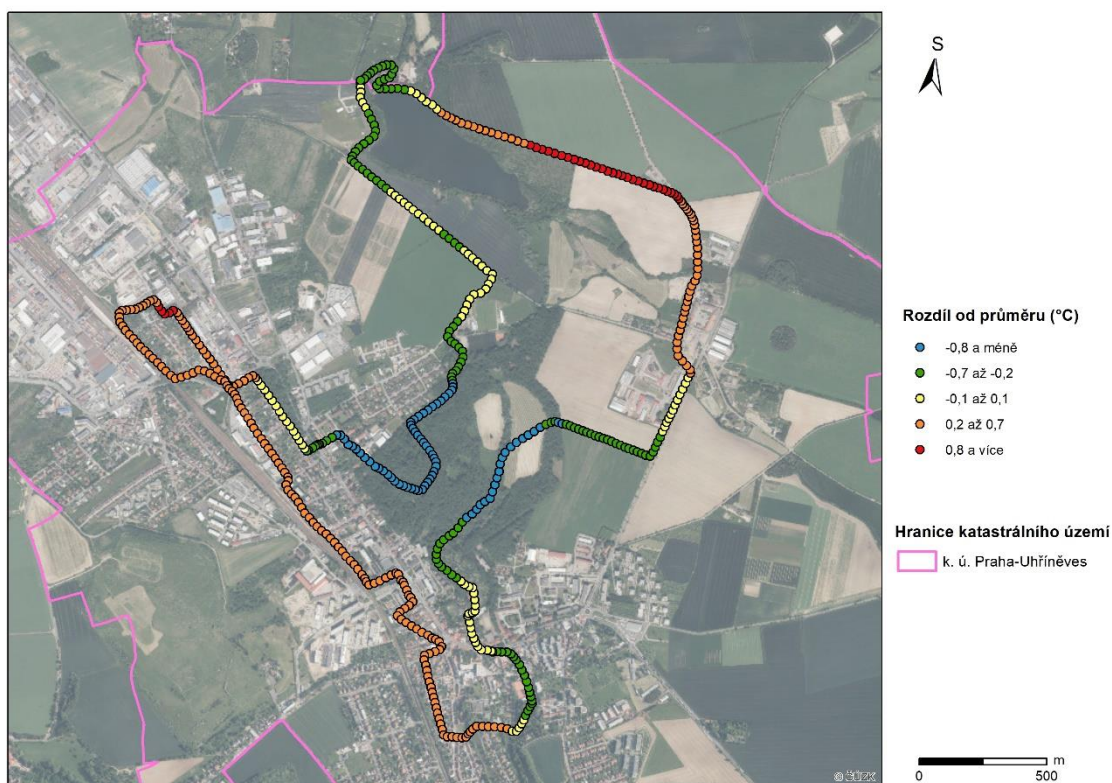 S
Rozdíl od průměru (°C)
-0,8 a méně
-0,7 až -0,2
-0,1 až 0,1
0,2 až 0,7
0,8 a více
Hranice katastrálního území
k. ú. Praha-Uhříněves
m
0 500
© ČÚZK